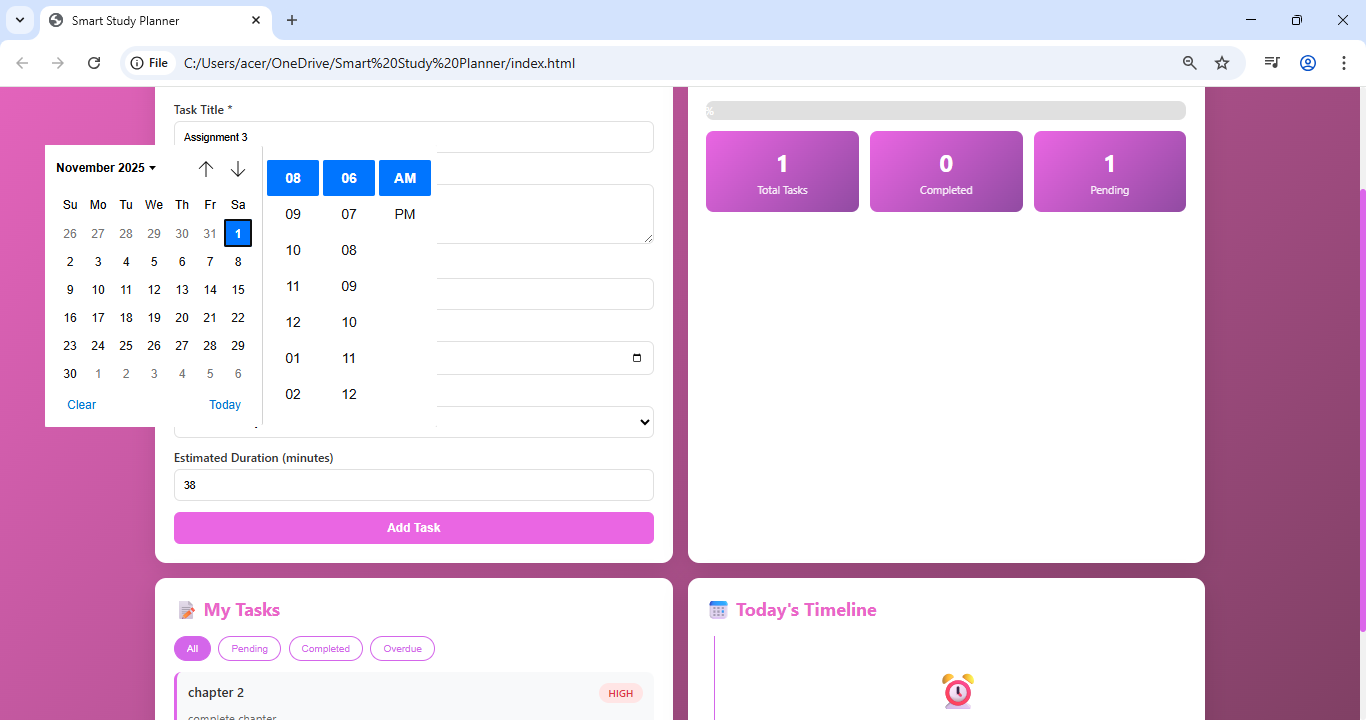 Smart Study Planner
File
C:/Users/acer/OneDrive/Smart%20Study%20Planner/index.html
Task Title *
Assignment 3
November 2025
Su Mo Tu We Th Fr Sa
26 27 28 29 30 31 1
2 3 4 5 6 7 8
9 10 11 12 13 14 15
16 17 18 19 20 21 22
23 24 25 26 27 28 29
30 1 2 3 4 5 6
Clear Today
08 06 AM
09 07 PM
10 08
11 09
12 10
01 11
02 12
Estimated Duration (minutes)
38
Add Task
%
1 0 1
Total Tasks Completed Pending
My Tasks
All Pending Completed Overdue
chapter 2 HIGH
complete chapter
Today's Timeline